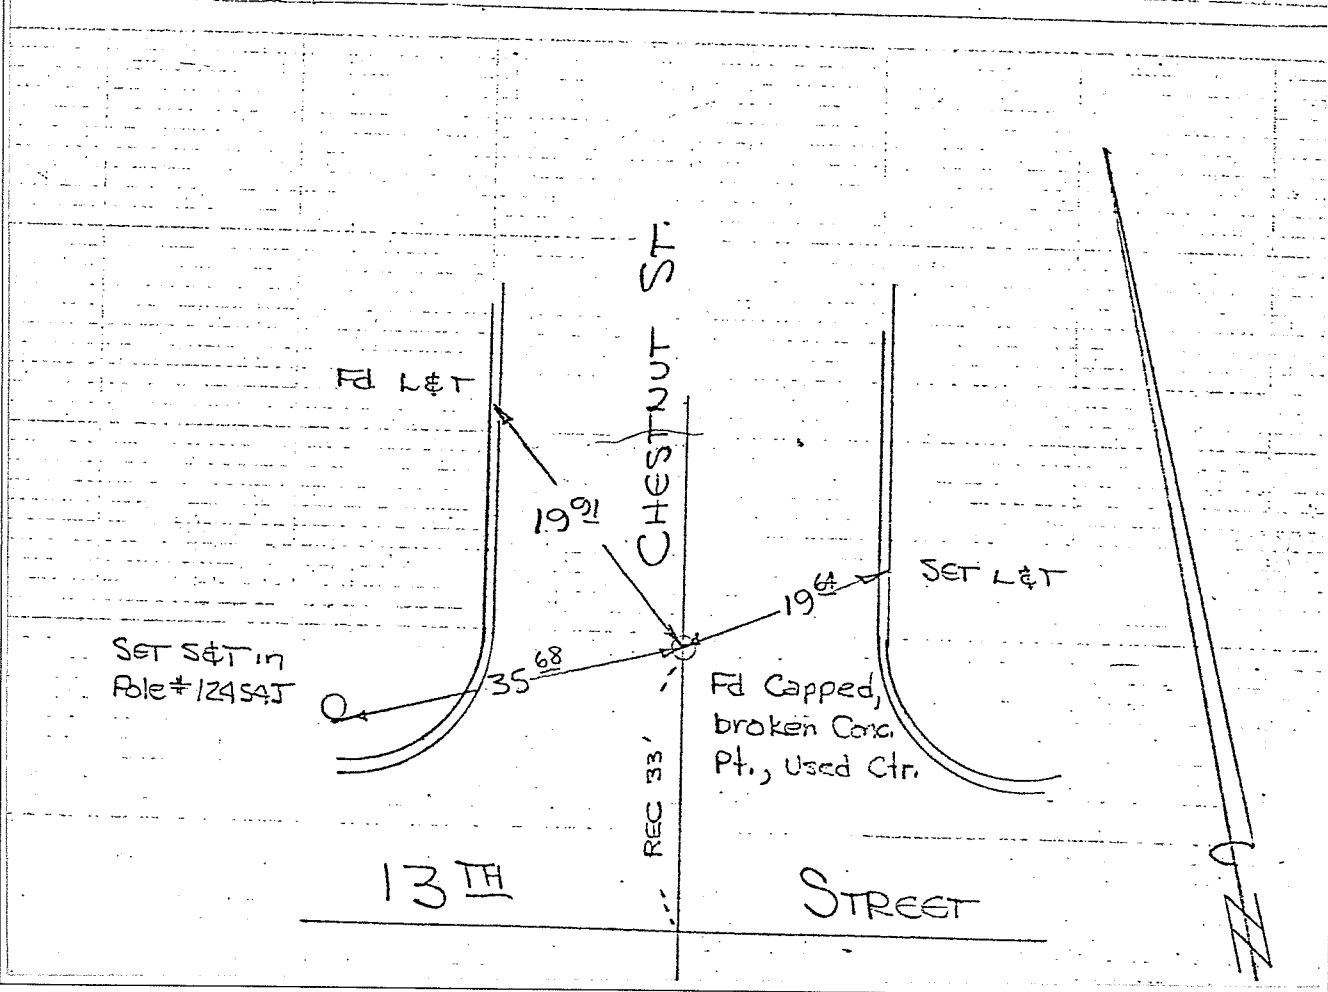 CHESTNUT ST.
Fd L&T
19 91
19 64
SET L&T
SET S&T in
Pole #
35 68
Fd Capped,
broken Conc.
Pt., Used Ctr.
REC 33'
13TH STREET